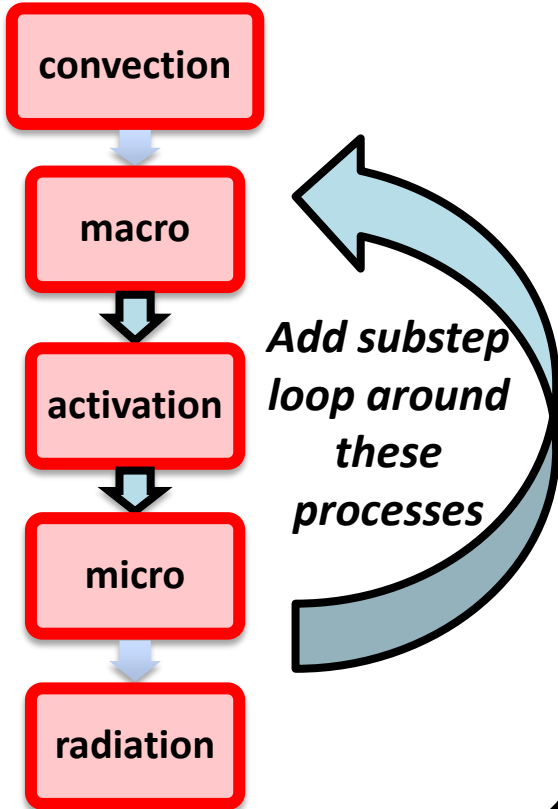 convection
macro
activation
micro
radiation
Add substep
loop around
these
processes